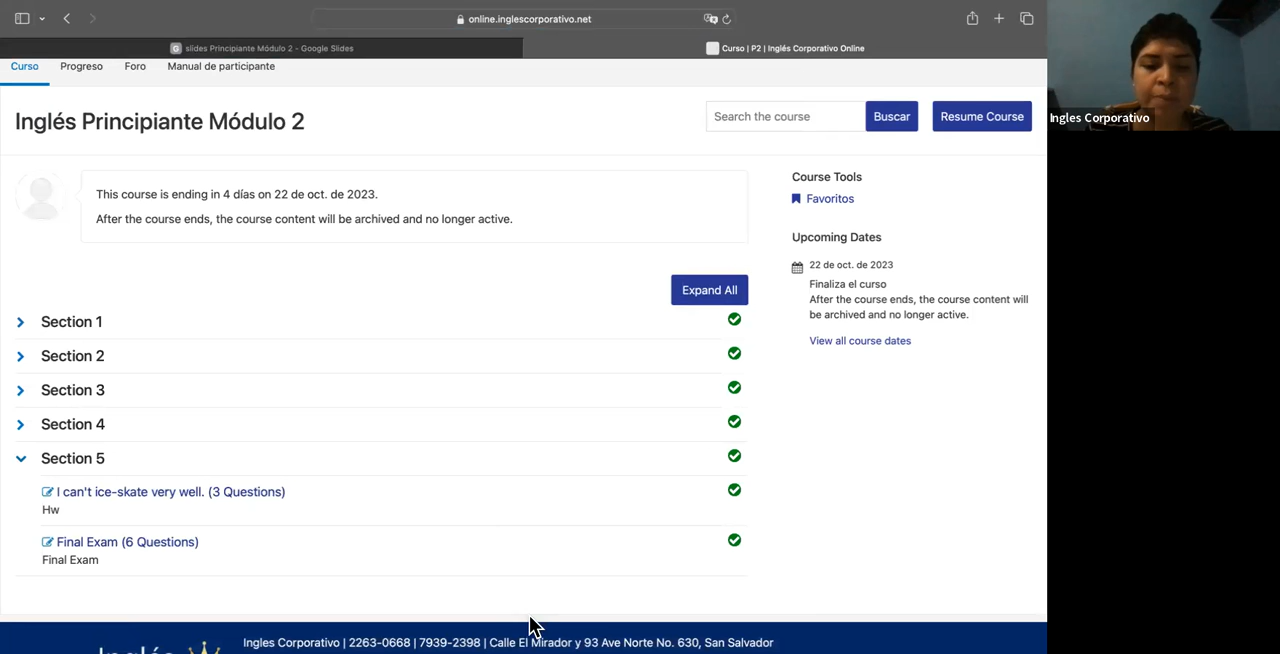 online.inglescorporativo.net
slides Principiante Módulo 2 - Google Slides
Curso | P2 | Inglés Corporativo Online
Curso Progreso Foro Manual de participante
Inglés Principiante Módulo 2
Search the course
Buscar
Resume Course
This course is ending in 4 días on 22 de oct. de 2023.
After the course ends, the course content will be archived and no longer active.
Expand All
Section 1
Section 2
Section 3
Section 4
Section 5
I can't ice-skate very well. (3 Questions)
Hw
Final Exam (6 Questions)
Final Exam
Course Tools
Favoritos
Upcoming Dates
22 de oct. de 2023
Finaliza el curso
After the course ends, the course content will
be archived and no longer active.
View all course dates
Ingles Corporativo | 2263-0668 | 7939-2398 | Calle El Mirador y 93 Ave Norte No. 630, San Salvador
Ingles Corporativo